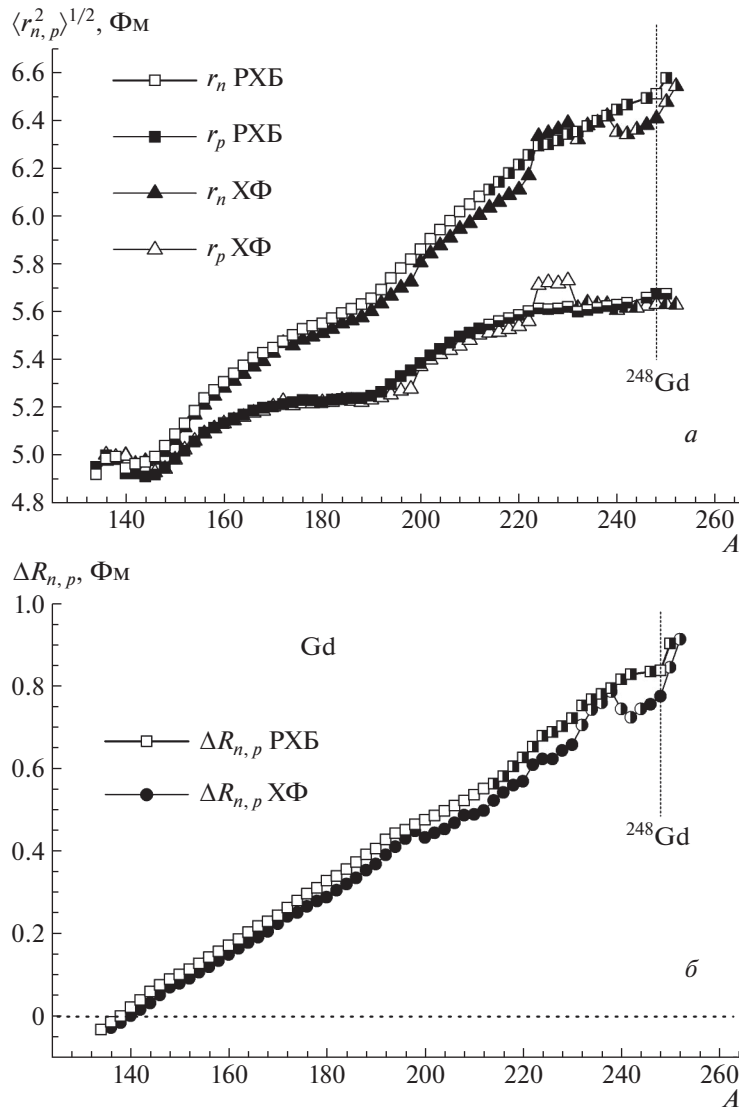 ⟨r²n, p⟩1/2, Фм
6.6
6.4
6.2
6.0
5.8
5.6
5.4
5.2
5.0
4.8
rn РХБ
rp РХБ
rn ХФ
rp ХФ
248Gd
а
140 160 180 200 220 240 260
A
ΔRn, p, Фм
1.0
0.8
0.6
0.4
0.2
0
Gd
ΔRn, p РХБ
ΔRn, p ХФ
248Gd
б
140 160 180 200 220 240 260
A